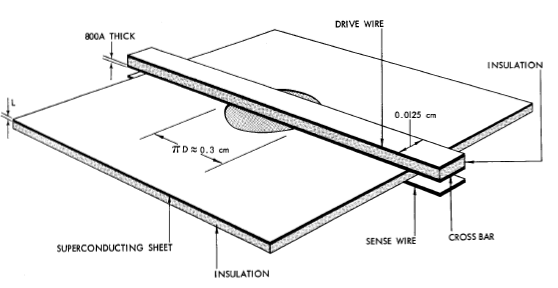 DRIVE WIRE
800A THICK
INSULATION
0.0125 cm
L
πD≈0.3 cm
SENSE WIRE
CROSS BAR
SUPERCONDUCTING SHEET
INSULATION